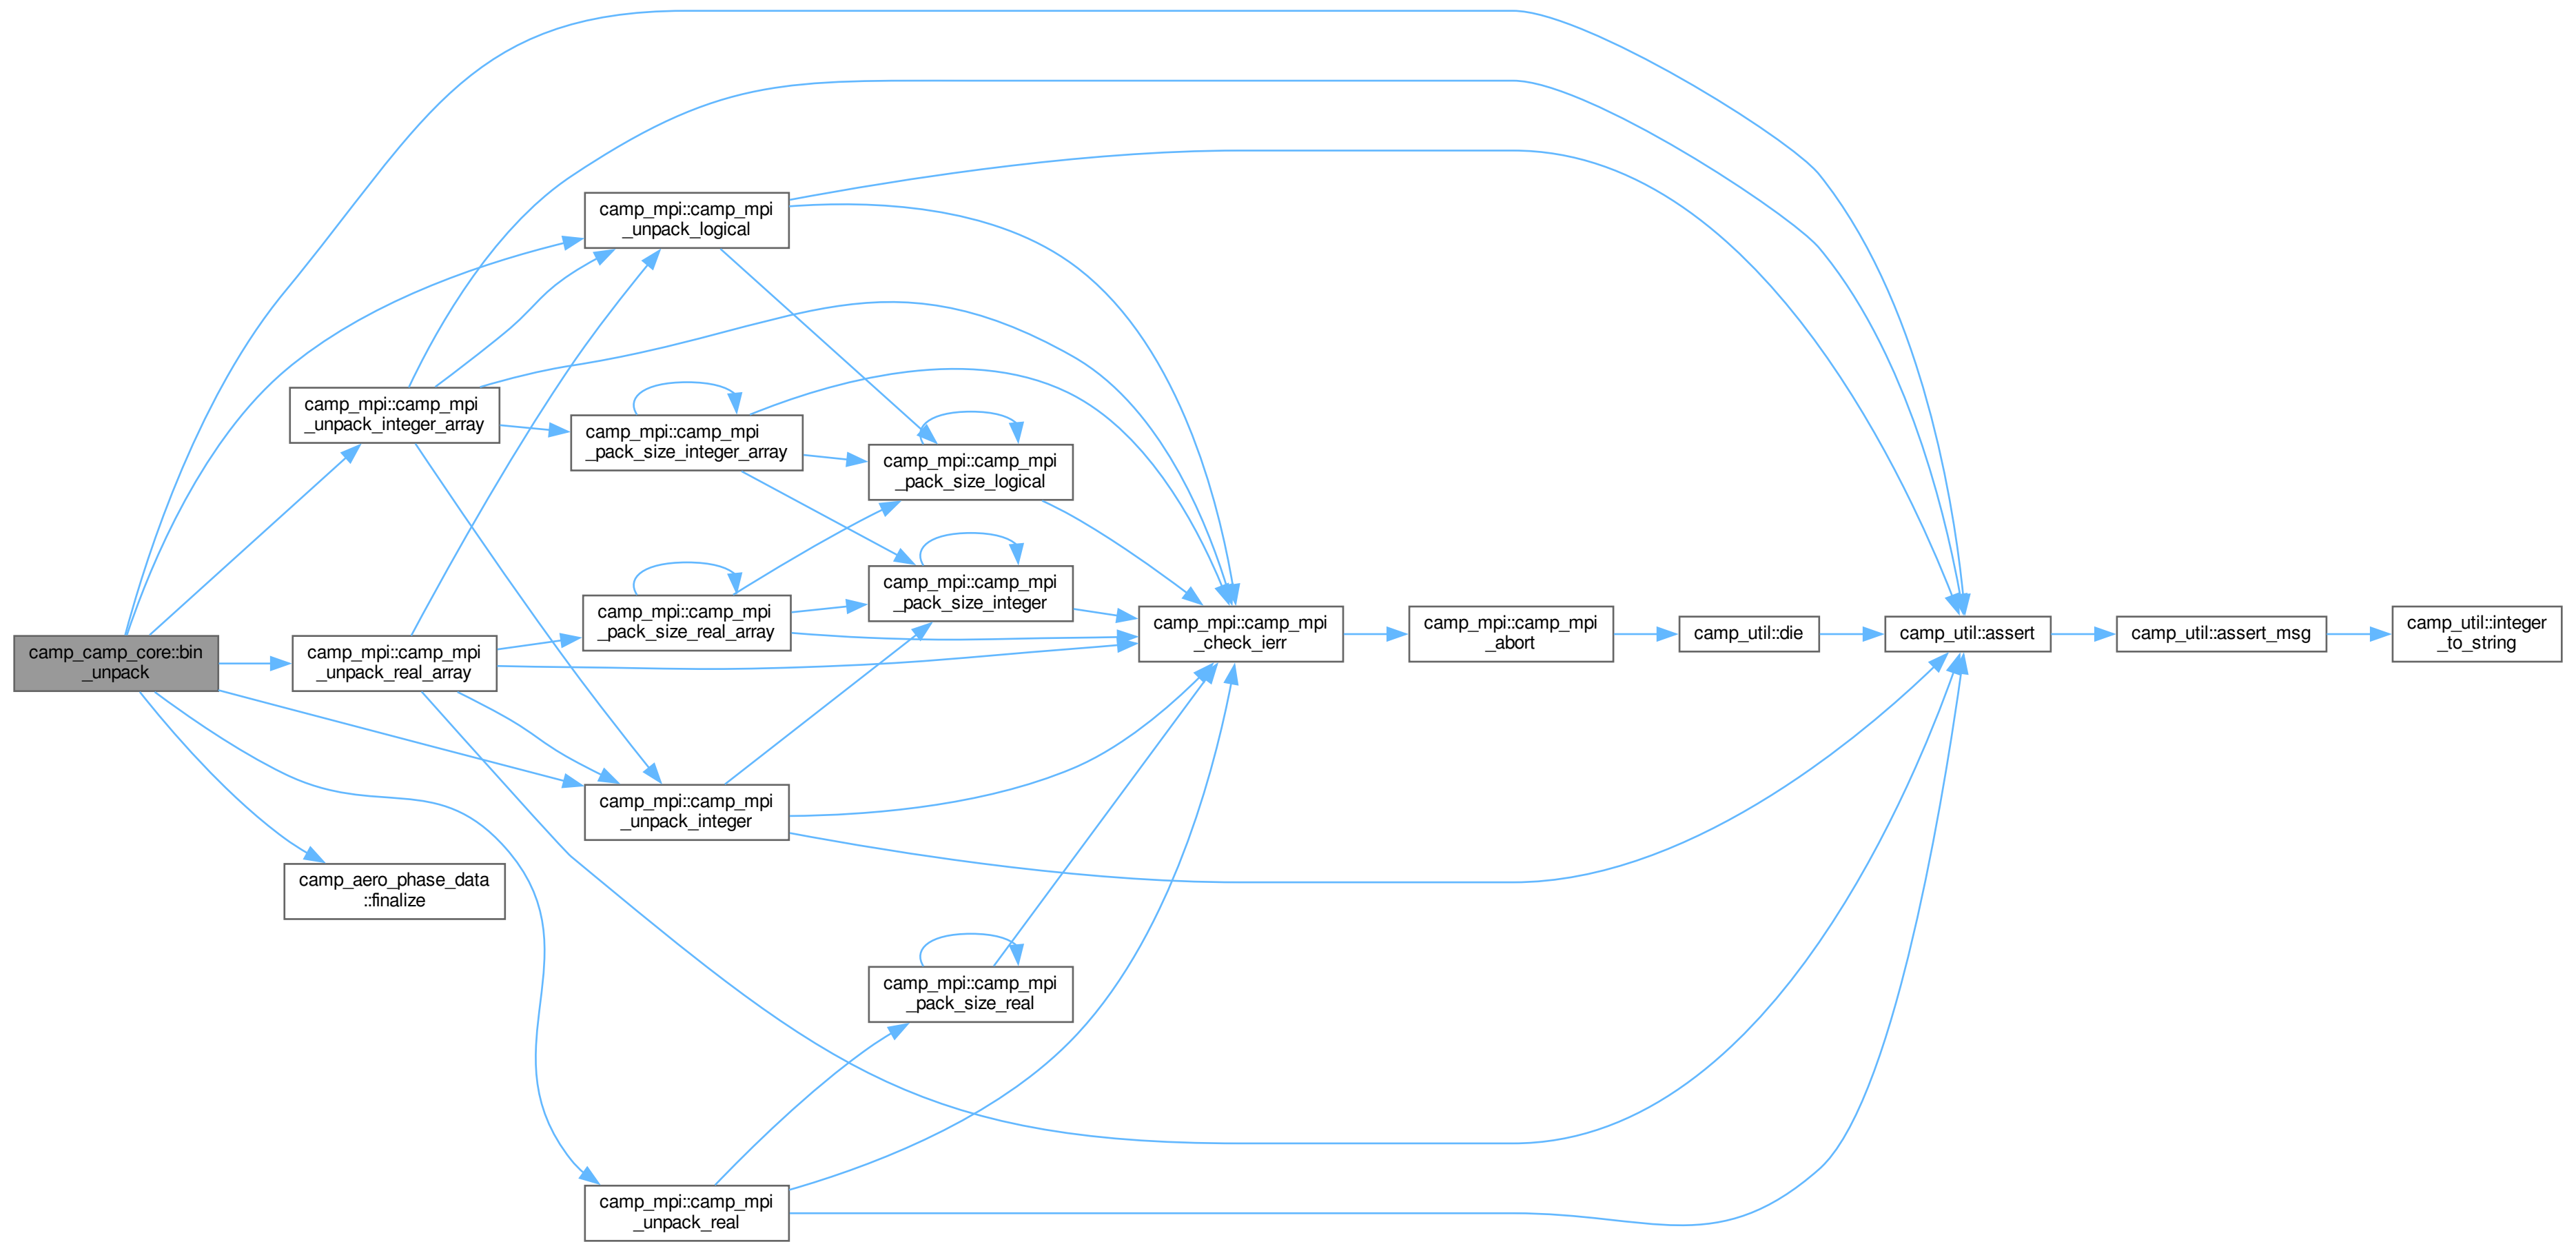 camp_mpi::camp_mpi
_unpack_logical
camp_mpi::camp_mpi
_unpack_integer_array
camp_mpi::camp_mpi
_pack_size_integer_array
camp_mpi::camp_mpi
_pack_size_logical
camp_mpi::camp_mpi
_pack_size_integer
camp_mpi::camp_mpi
_pack_size_real_array
camp_camp_core::bin
_unpack
camp_mpi::camp_mpi
_unpack_real_array
camp_mpi::camp_mpi
_check_ierr
camp_mpi::camp_mpi
_abort
camp_util::die
camp_util::assert
camp_util::assert_msg
camp_util::integer
_to_string
camp_mpi::camp_mpi
_unpack_integer
camp_aero_phase_data
::finalize
camp_mpi::camp_mpi
_pack_size_real
camp_mpi::camp_mpi
_unpack_real